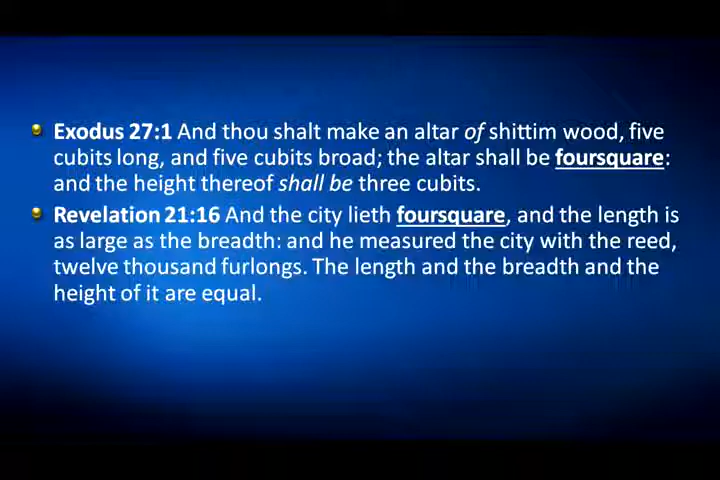 Exodus 27:1 And thou shalt make an altar of shittim wood, five
cubits long, and five cubits broad; the altar shall be foursquare:
and the height thereof shall be three cubits.
Revelation 21:16 And the city lieth foursquare, and the length is
as large as the breadth: and he measured the city with the reed,
twelve thousand furlongs. The length and the breadth and the
height of it are equal.